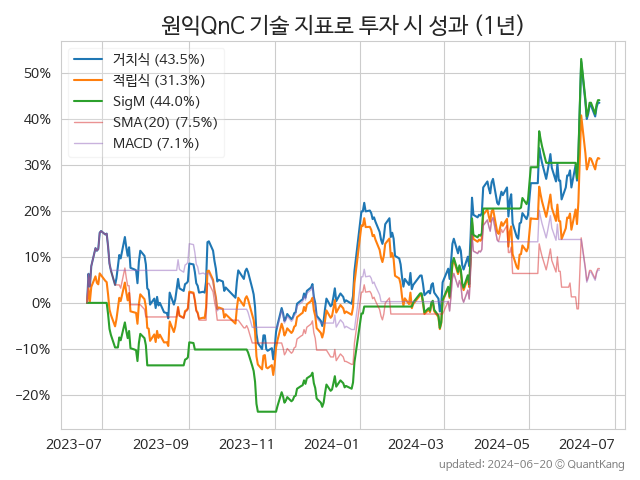 원익QnC 기술 지표로 투자 시 성과 (1년)
거치식 (43.5%)
적립식 (31.3%)
SigM (44.0%)
SMA(20) (7.5%)
MACD (7.1%)
50%
40%
30%
20%
10%
0%
−10%
−20%
2023-07 2023-09 2023-11 2024-01 2024-03 2024-05 2024-07
updated: 2024-06-20 © QuantKang